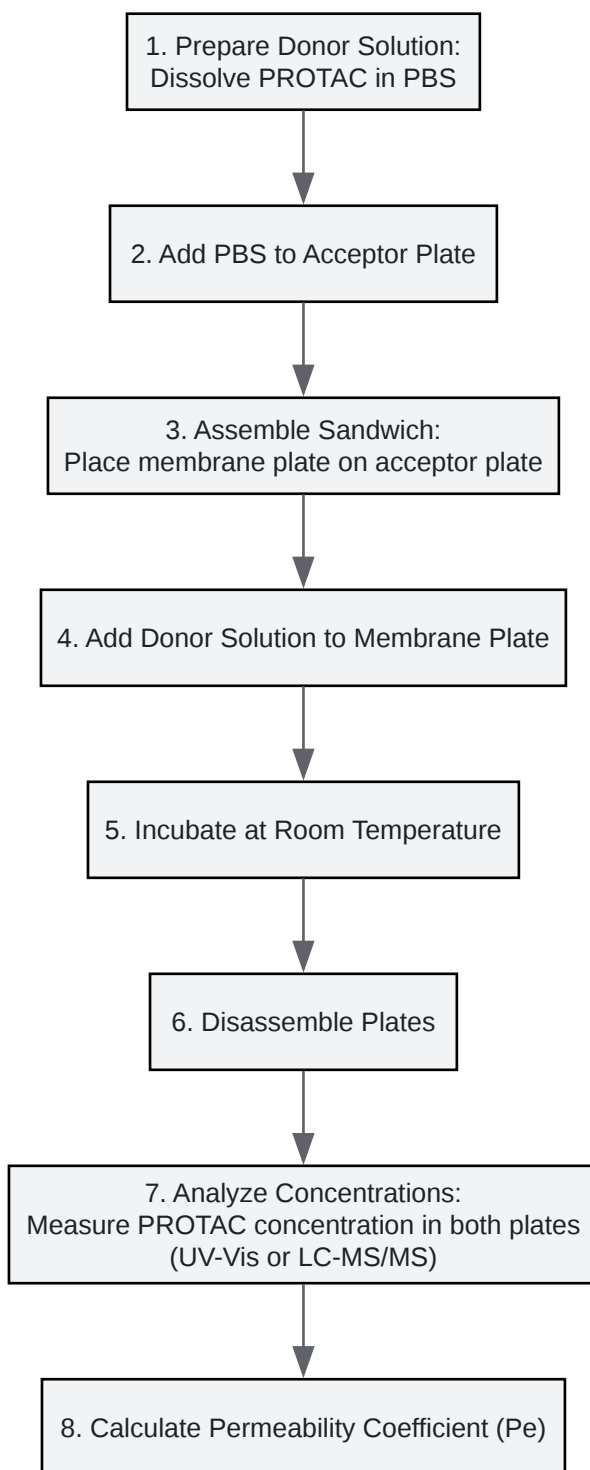 1. Prepare Donor Solution:
Dissolve PROTAC in PBS
2. Add PBS to Acceptor Plate
3. Assemble Sandwich:
Place membrane plate on acceptor plate
4. Add Donor Solution to Membrane Plate
5. Incubate at Room Temperature
6. Disassemble Plates
7. Analyze Concentrations:
Measure PROTAC concentration in both plates
(UV-Vis or LC-MS/MS)
8. Calculate Permeability Coefficient (Pe)